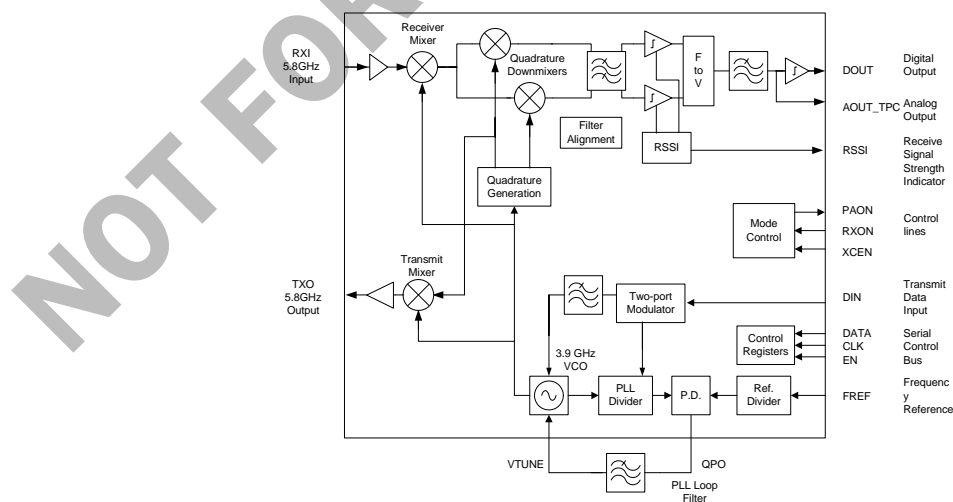 NOT FOR
Receiver
Mixer
RXI
5.8GHz
Input
Quadrature
Downmixers
F
to
V
DOUT
Digital
Output
AOUT_TPC
Analog
Output
Filter
Alignment
RSSI
RSSI
Receive
Signal
Strength
Indicator
Quadrature
Generation
Mode
Control
PAON
RXON
XCEN
Control
lines
Transmit
Mixer
TXO
5.8GHz
Output
Two-port
Modulator
DIN
Transmit
Data
Input
Control
Registers
DATA
CLK
EN
Serial
Control
Bus
3.9 GHz
VCO
PLL
Divider
P.D.
Ref.
Divider
FREF
Frequenc
y
Reference
VTUNE
QPO
PLL Loop
Filter